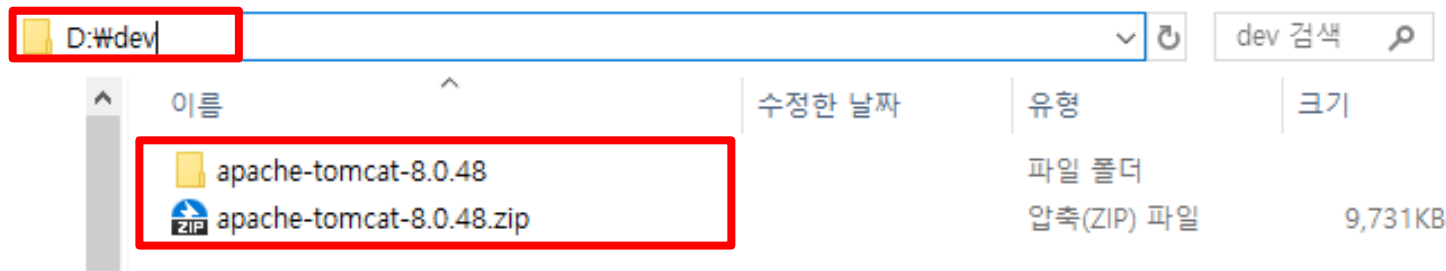 D:₩dev
dev 검색
이름 수정한 날짜 유형 크기
apache-tomcat-8.0.48 파일 폴더
apache-tomcat-8.0.48.zip 압축(ZIP) 파일 9,731KB
ZIP